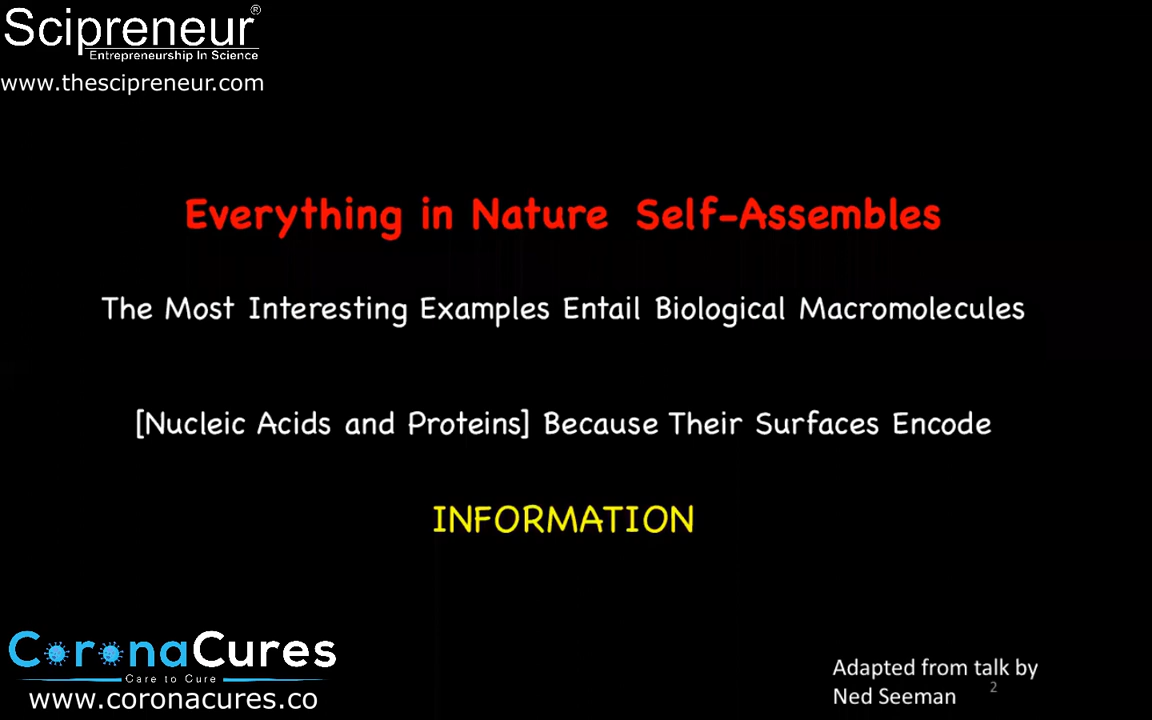 Scipreneur®
Entrepreneurship In Science
www.thescipreneur.com
Everything in Nature Self-Assembles
The Most Interesting Examples Entail Biological Macromolecules
[Nucleic Acids and Proteins] Because Their Surfaces Encode
INFORMATION
CoronaCures
Care to Cure
www.coronacures.co
Adapted from talk by
Ned Seeman
2